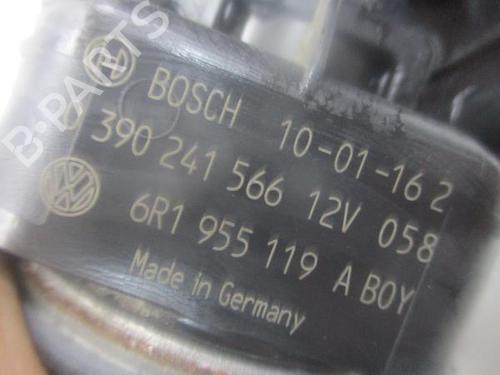 B-PARTS
BOSCH 10-01-16 2
390 241 566 12V 058
6R1 955 119 A BOY
Made in Germany